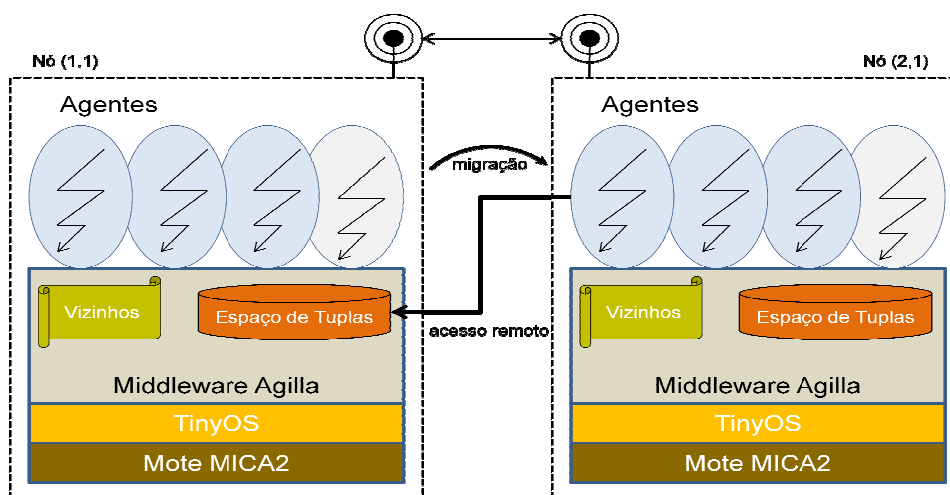 Nó (1,1)
Nó (2,1)
Agentes
Agentes
migração
Vizinhos
Espaço de Tuplas
acesso remoto
Vizinhos
Espaço de Tuplas
Middleware Agilla
Middleware Agilla
TinyOS
TinyOS
Mote MICA2
Mote MICA2